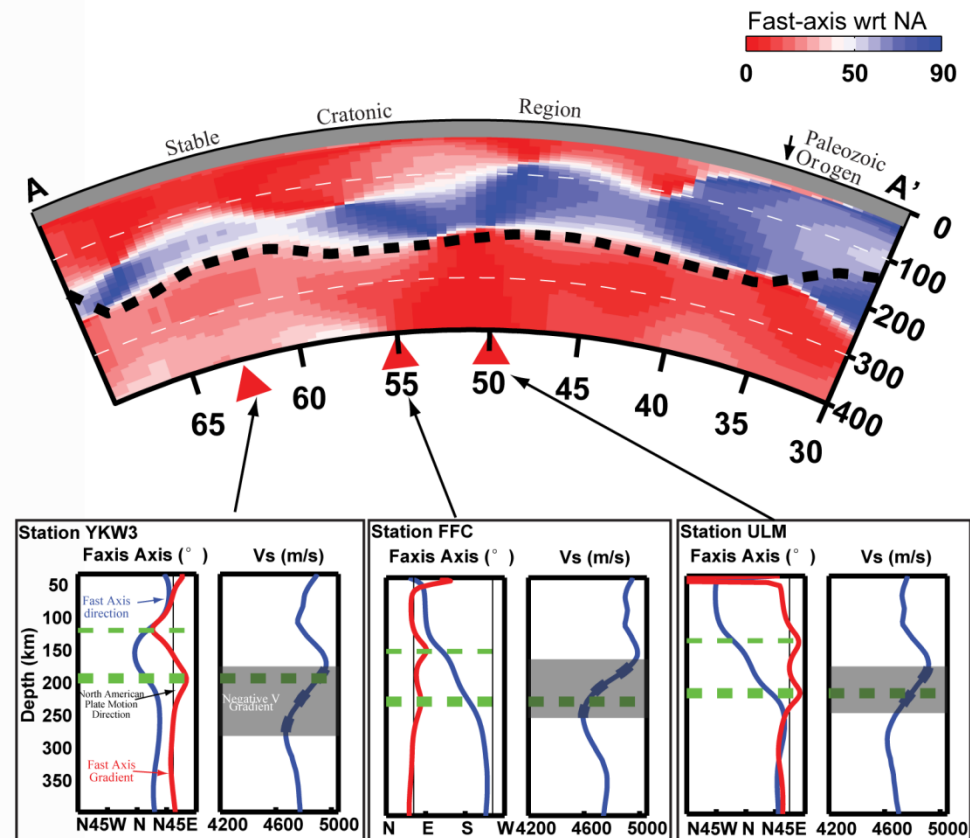 Fast-axis wrt NA
0 50 90
Stable Cratonic Region
Paleozoic
Orogen
A A'
0
100
200
300
400
65 60 55 50 45 40 35 30
Station YKW3
Faxis Axis (°) Vs (m/s)
Depth (km)
50
100
150
200
250
300
350
Fast Axis
direction
North American
Plate Motion
Direction
Fast Axis
Gradient
Negative V
Gradient
N45W N N45E 4200 4600 5000
Station FFC
Faxis Axis (°) Vs (m/s)
N E S W 4200 4600 5000
Station ULM
Faxis Axis (°) Vs (m/s)
N45W N N45E 4200 4600 5000